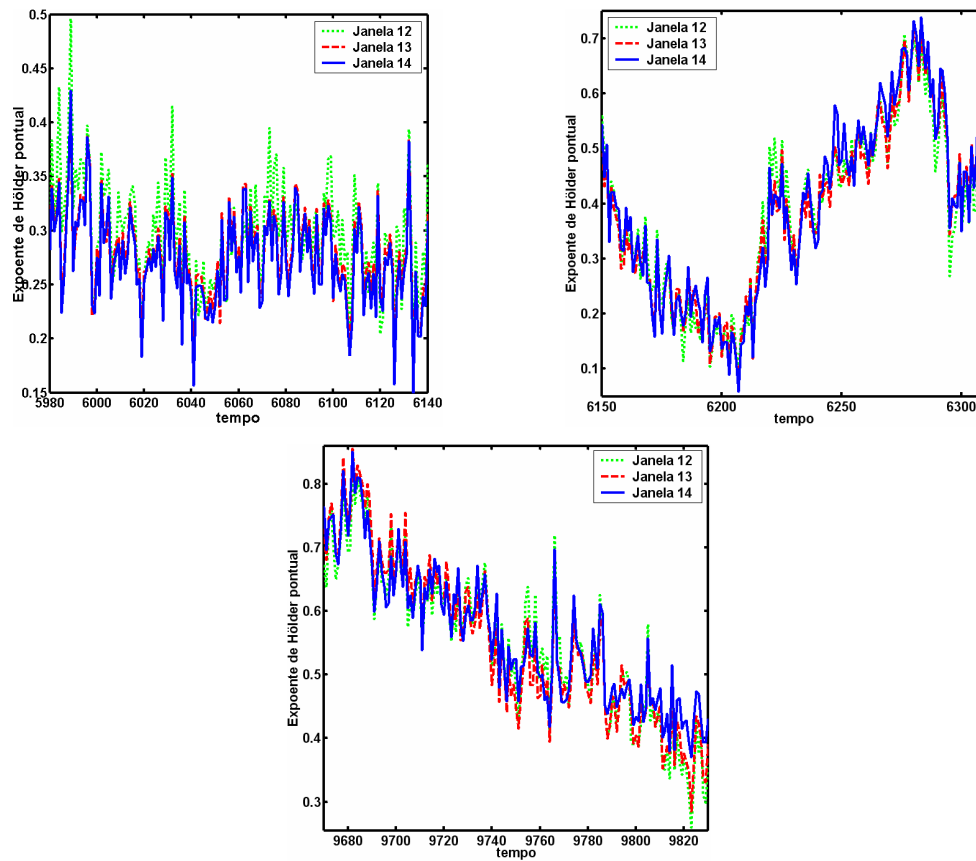 0.5
0.45
0.4
0.35
0.3
0.25
0.2
0.15
5980
6000
6020
6040
6060
6080
6100
6120
6140
Expoente de Hölder pontual
tempo
Janela 12
Janela 13
Janela 14
0.7
0.6
0.5
0.4
0.3
0.2
0.1
6150
6200
6250
6300
Expoente de Hölder pontual
tempo
Janela 12
Janela 13
Janela 14
0.8
0.7
0.6
0.5
0.4
0.3
9680
9700
9720
9740
9760
9780
9800
9820
Expoente de Hölder pontual
tempo
Janela 12
Janela 13
Janela 14